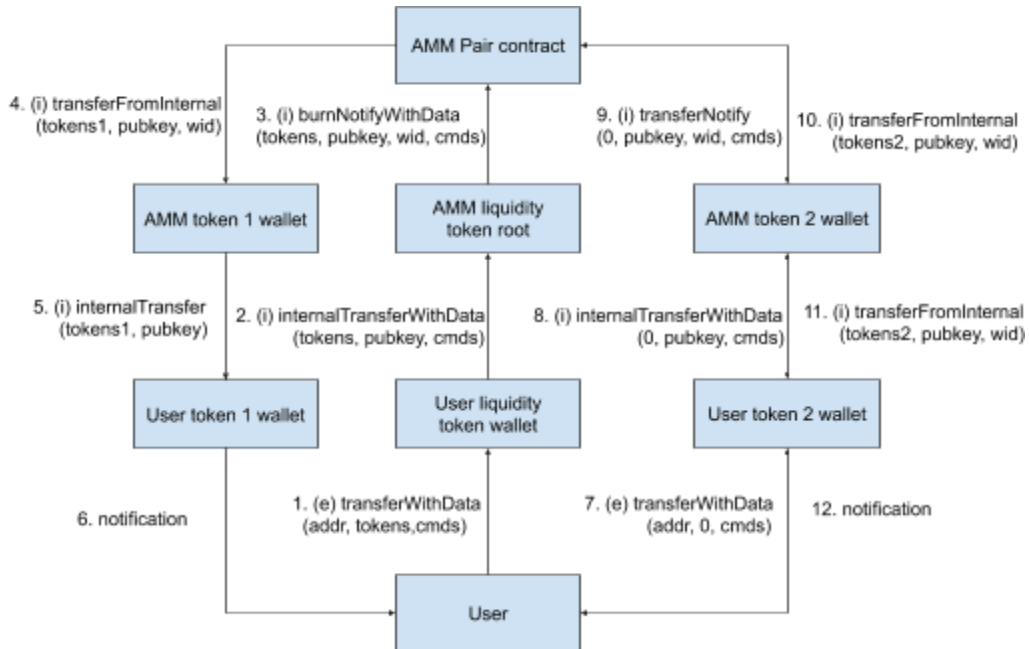 AMM Pair contract
4. (i) transferFromInternal
(tokens1, pubkey, wid)
3. (i) burnNotifyWithData
(tokens, pubkey, wid, cmds)
9. (i) transferNotify
(0, pubkey, wid, cmds)
10. (i) transferFromInternal
(tokens2, pubkey, wid)
AMM token 1 wallet
AMM liquidity
token root
AMM token 2 wallet
5. (i) internalTransfer
(tokens1, pubkey)
2. (i) internalTransferWithData
(tokens, pubkey, cmds)
8. (i) internalTransferWithData
(0, pubkey, cmds)
11. (i) transferFromInternal
(tokens2, pubkey, wid)
User token 1 wallet
User liquidity
token wallet
User token 2 wallet
6. notification
1. (e) transferWithData
(addr, tokens,cmds)
7. (e) transferWithData
(addr, 0, cmds)
12. notification
User